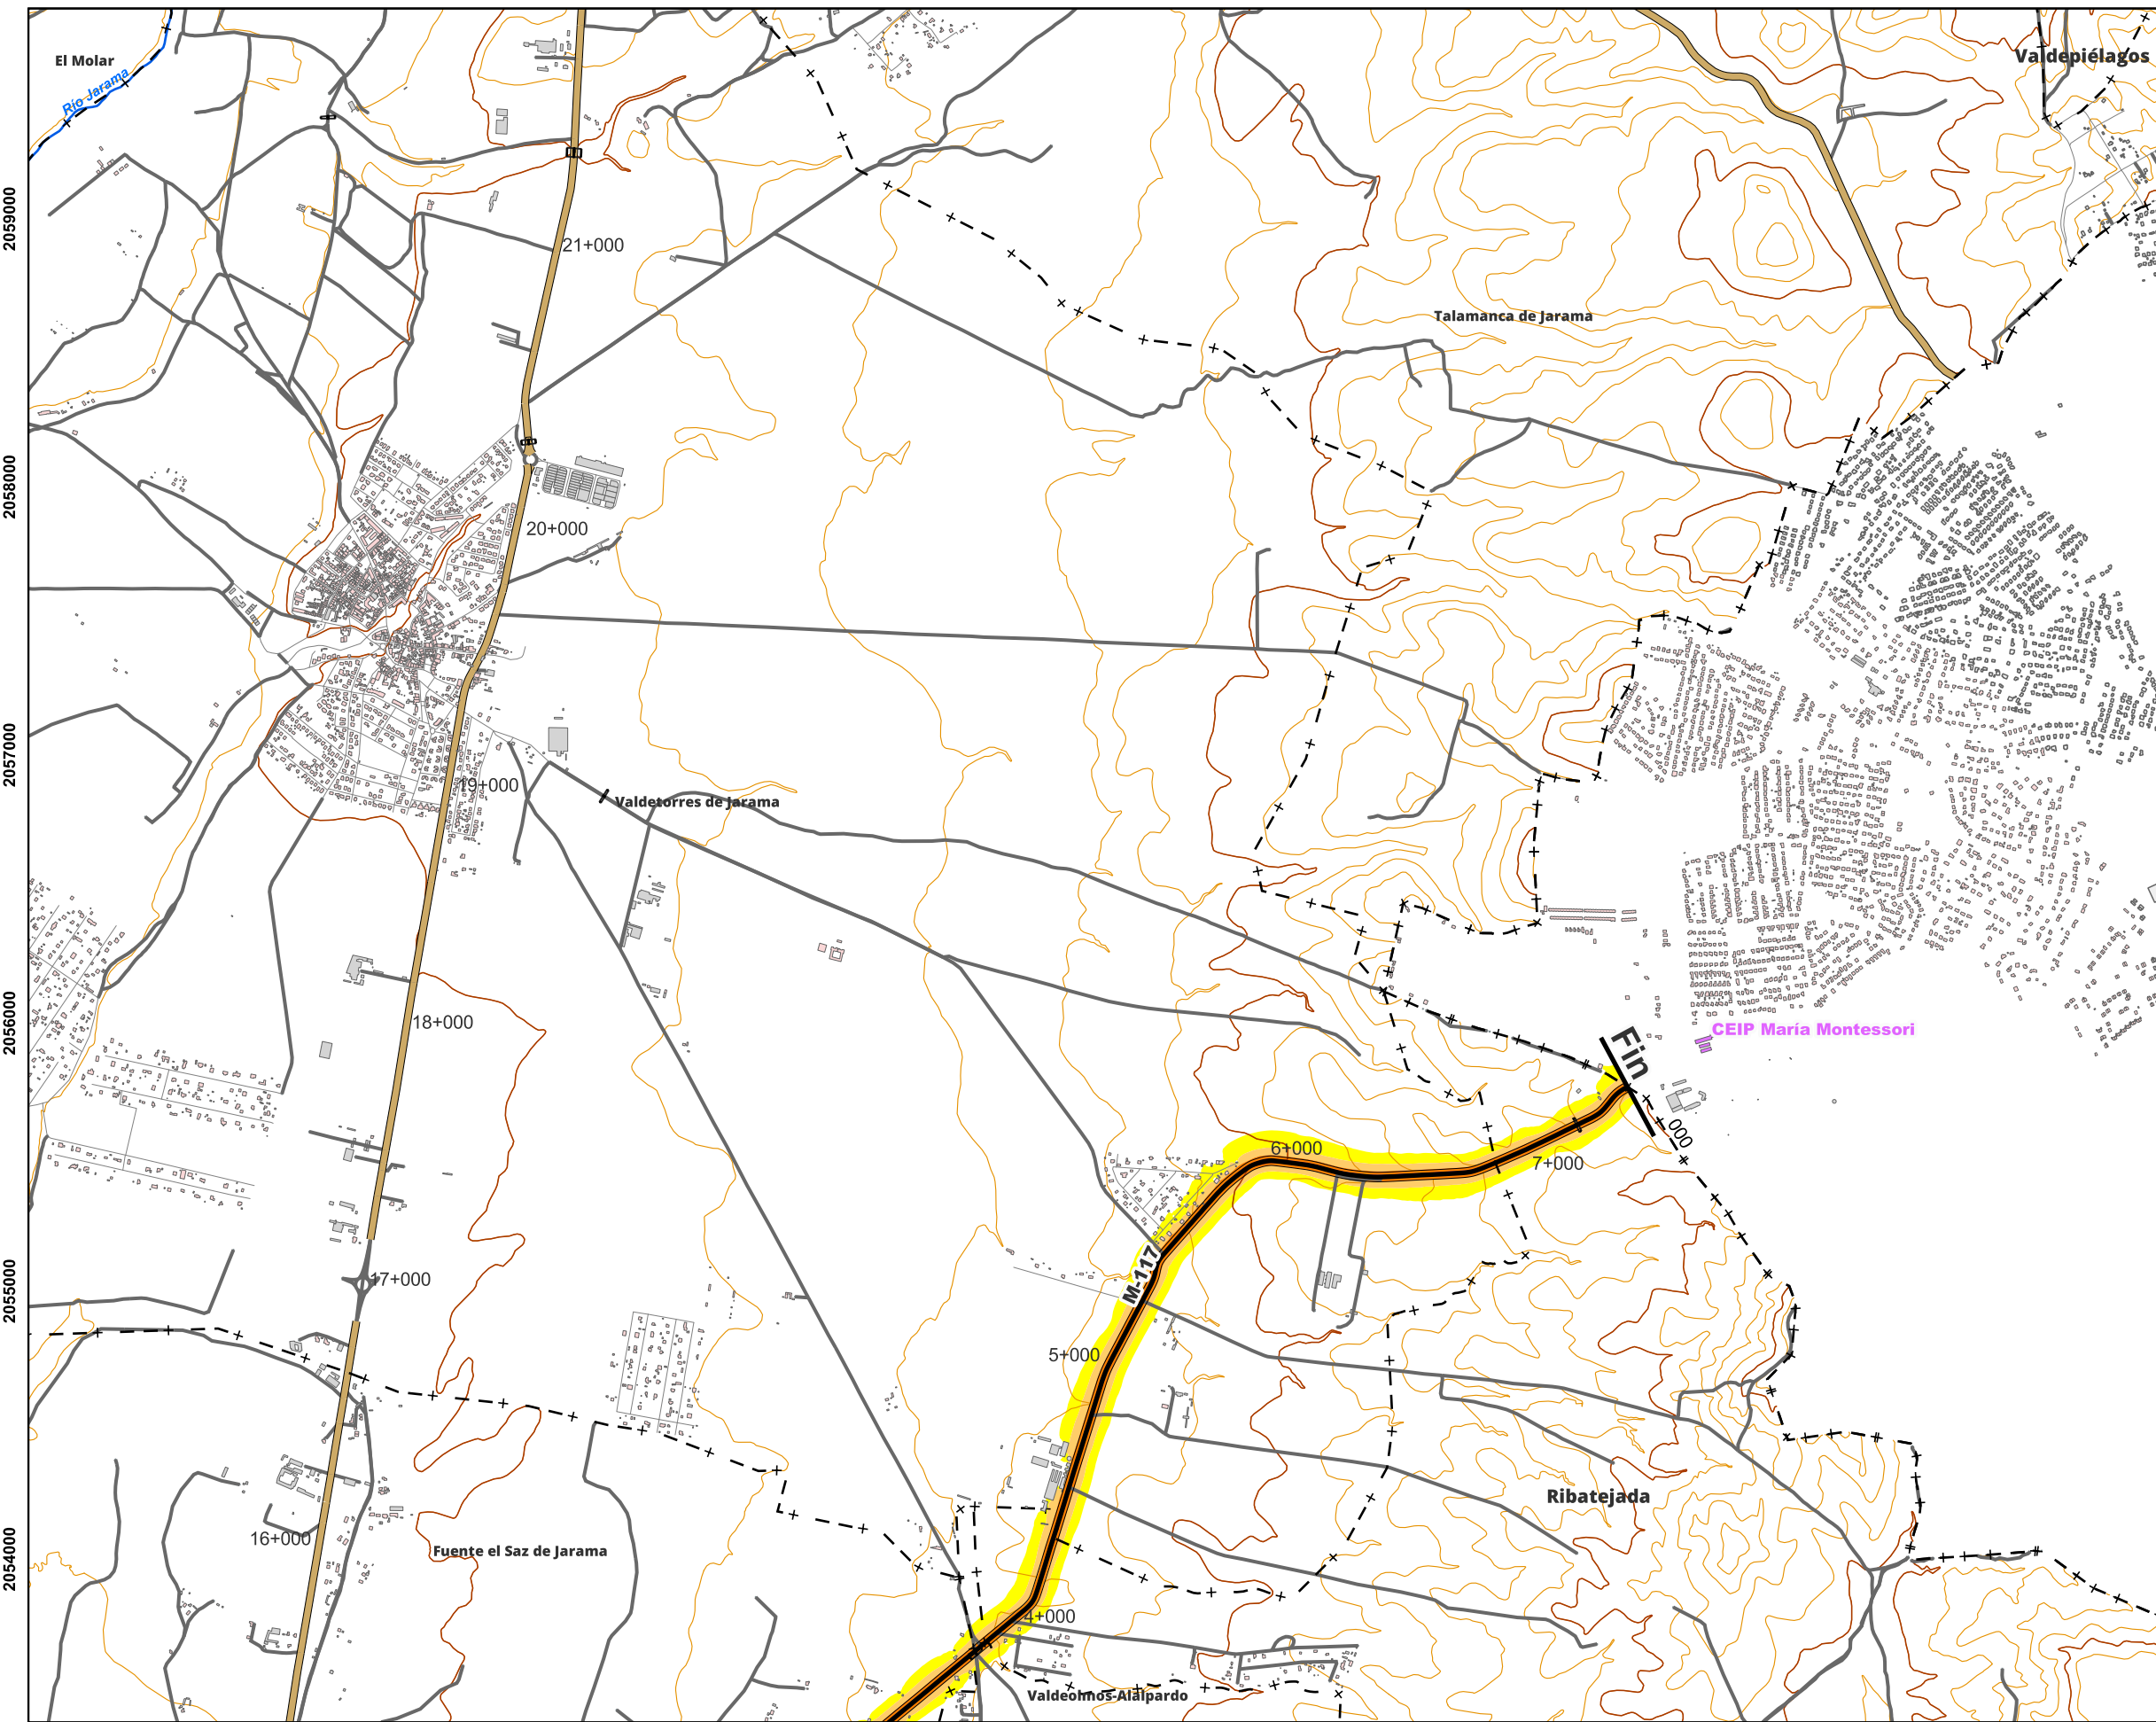 El Molar
Río Jarama
Valdepiélagos
2059000
21+000
Talamanca de Jarama
2058000
20+000
2057000
19+000
Valdetorres de Jarama
2056000
18+000
CEIP María Montessori
Fin
000
6+000
7+000
M-117
2055000
17+000
5+000
Ribatejada
2054000
16+000
Fuente el Saz de Jarama
4+000
Valdeolmos-Alalpardo